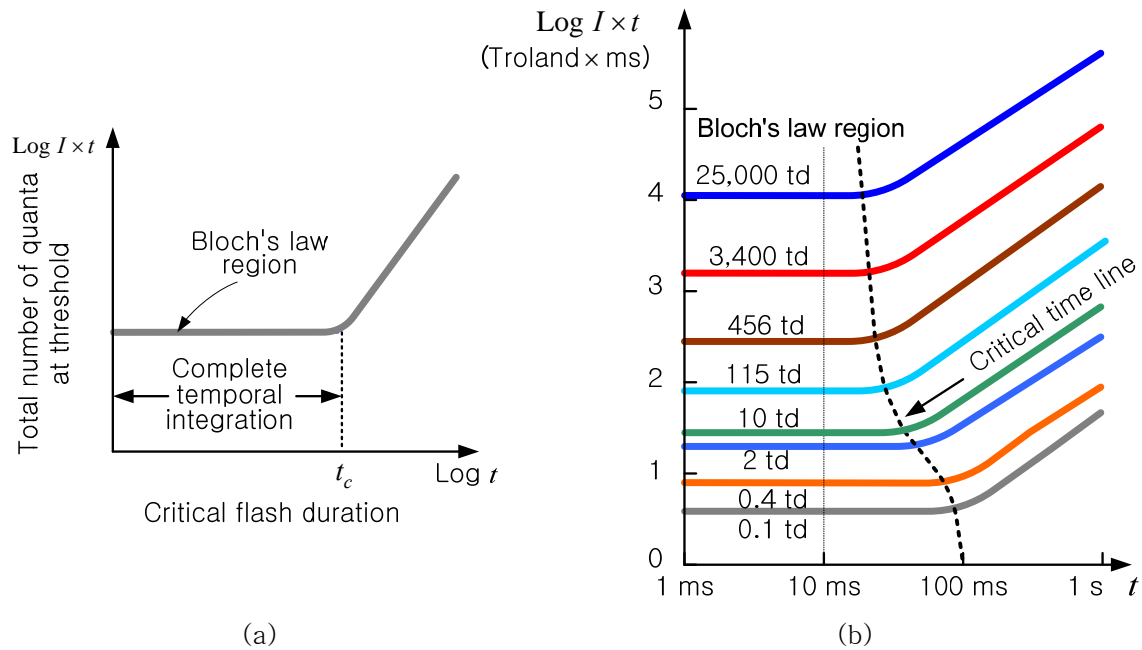 Log I × t
Total number of quanta
at threshold
Bloch's law
region
Complete
temporal
integration
t_c
Log t
Critical flash duration
(a)
Log I × t
(Troland × ms)
5
4
3
2
1
0
Bloch's law region
25,000 td
3,400 td
456 td
115 td
10 td
2 td
0.4 td
0.1 td
Critical time line
1 ms
10 ms
100 ms
1 s
t
(b)